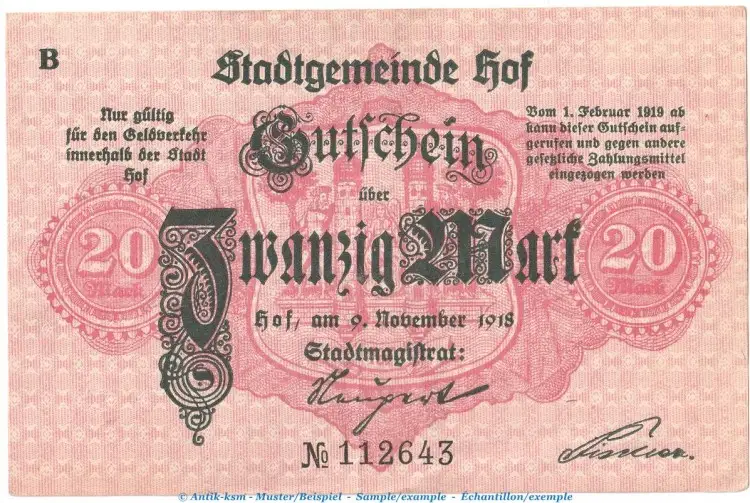 B
Stadtgemeinde Hof
Nur gültig
für den Geldverkehr
innerhalb der Stadt
Hof
Gutschein
über
Vom 1. Februar 1919 ab
kann dieser Gutschein auf-
gerufen und gegen andere
gesetzliche Zahlungsmittel
eingezogen werden
20
Mark
Zwanzig Mark
20
Mark
Hof, am 9. November 1918
Stadtmagistrat:
Neupert
No 112643
© Antik-ksm - Muster/Beispiel - Sample/example - Échantillon/exemple